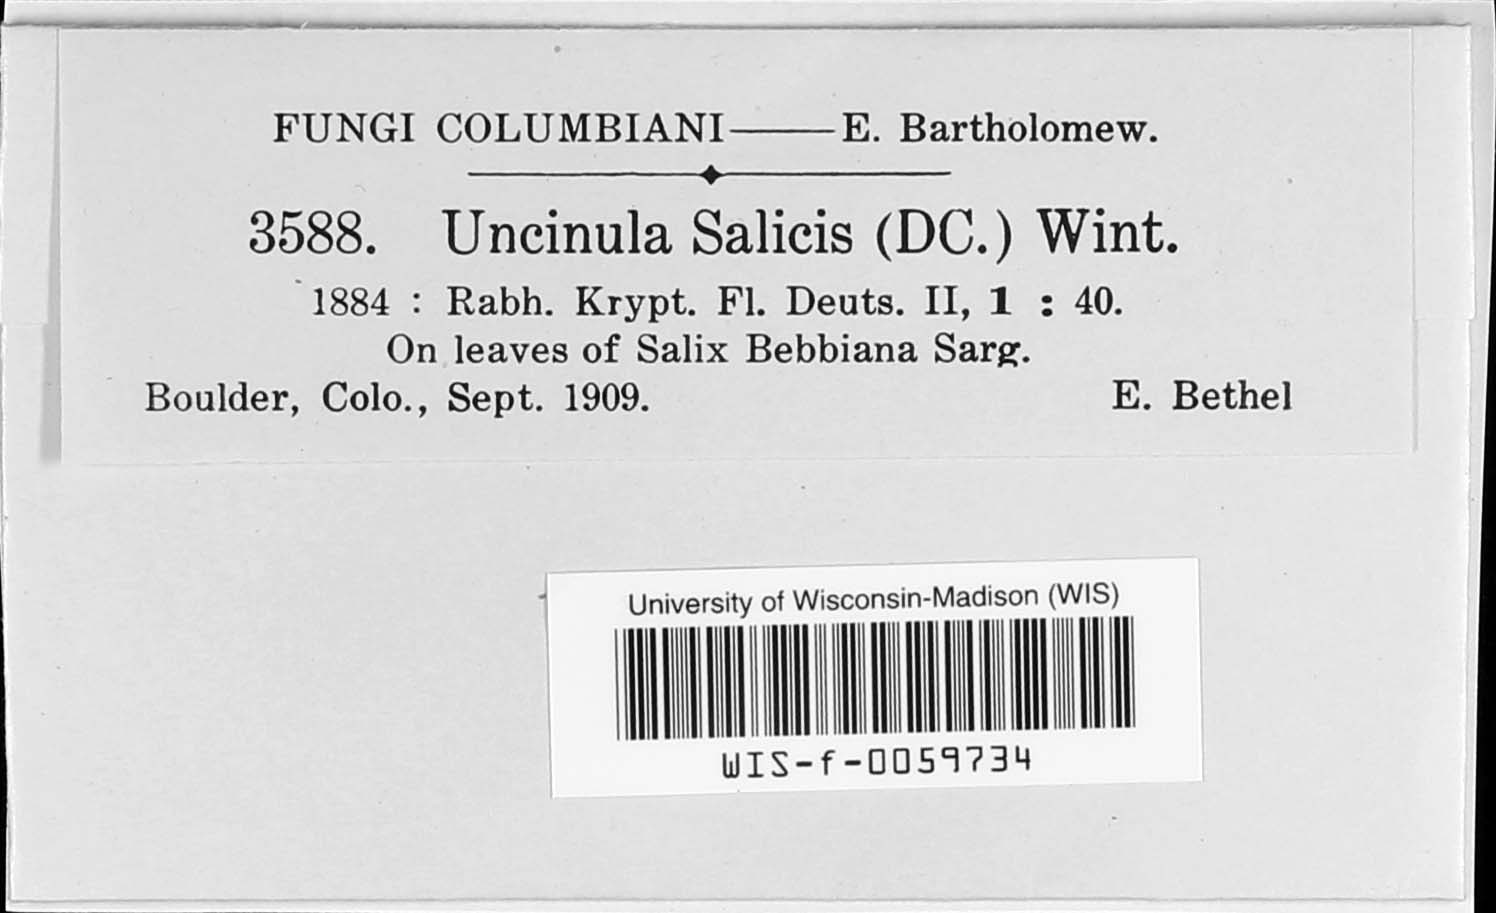 FUNGI COLUMBIANI——E. Bartholomew.
3588. Uncinula Salicis (DC.) Wint.
1884 : Rabh. Krypt. Fl. Deuts. II, 1 : 40.
On leaves of Salix Bebbiana Sarg.
Boulder, Colo., Sept. 1909. E. Bethel
University of Wisconsin-Madison (WIS)
WIS-f-0059734